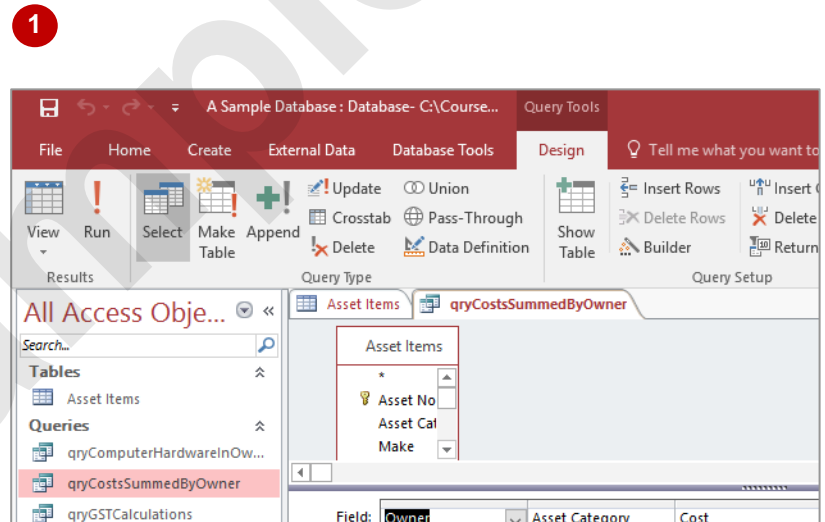 1
A Sample Database : Database- C:\Course... Query Tools
File Home Create External Data Database Tools Design Tell me what you want to
View Run Select Make Table Append Update Union
Crosstab Pass-Through
Delete Data Definition
Show Table
Insert Rows Insert
Delete Rows Delete
Builder Return
Results Query Type Query Setup
All Access Obje... «
Asset Items qryCostsSummedByOwner
Search...
Tables
Asset Items
Queries
qryComputerHardwareInOw...
qryCostsSummedByOwner
qryGSTCalculations
Asset Items
*
Asset No
Asset Cat
Make
Field: Owner Asset Category Cost